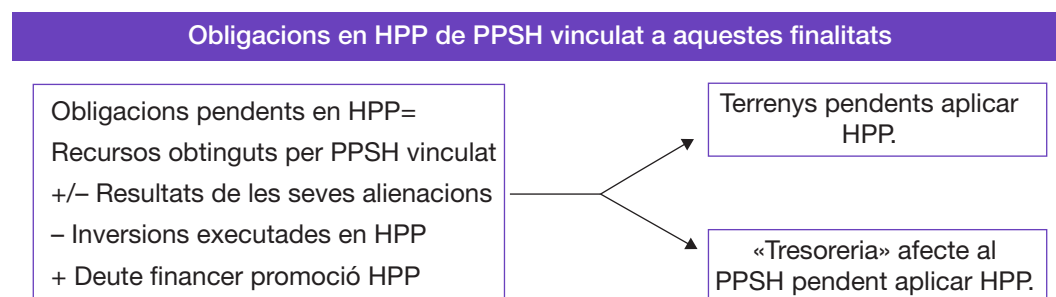 Obligacions en HPP de PPSH vinculat a aquestes finalitats
Obligacions pendents en HPP=
Recursos obtinguts per PPSH vinculat
+/– Resultats de les seves alienacions
– Inversions executades en HPP
+ Deute financer promoció HPP
Terrenys pendents aplicar
HPP.
«Tresoreria» afecte al
PPSH pendent aplicar HPP.